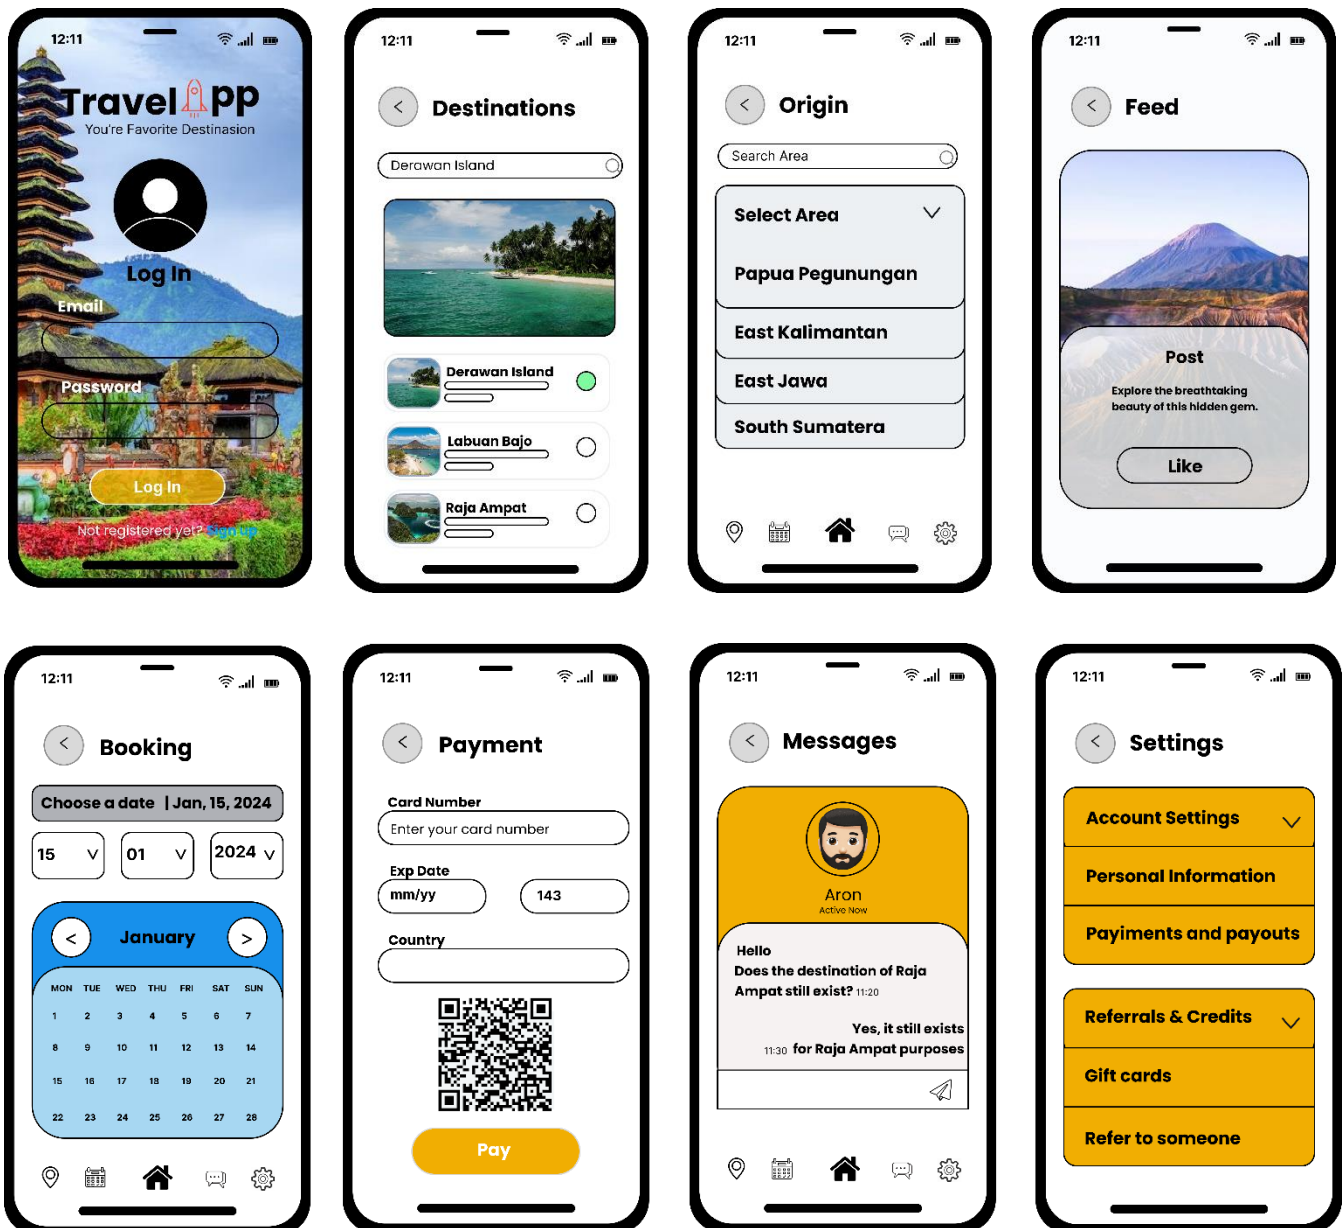 12:11
Travel App
You're Favorite Destinasion
Log In
Email
Password
Log In
Not registered yet? Sign up
12:11
< Destinations
Derawan Island
Derawan Island
Labuan Bajo
Raja Ampat
12:11
< Origin
Search Area
Select Area
Papua Pegunungan
East Kalimantan
East Jawa
South Sumatera
12:11
< Feed
Post
Explore the breathtaking
beauty of this hidden gem.
Like
12:11
< Booking
Choose a date | Jan, 15, 2024
15 01 2024
< January >
MON TUE WED THU FRI SAT SUN
1 2 3 4 5 6 7
8 9 10 11 12 13 14
15 16 17 18 19 20 21
22 23 24 25 26 27 28
12:11
< Payment
Card Number
Enter your card number
Exp Date
mm/yy 143
Country
Pay
12:11
< Messages
Aron
Active Now
Hello
Does the destination of Raja
Ampat still exist? 11:20
Yes, it still exists
11:30 for Raja Ampat purposes
12:11
< Settings
Account Settings
Personal Information
Payiments and payouts
Referrals & Credits
Gift cards
Refer to someone